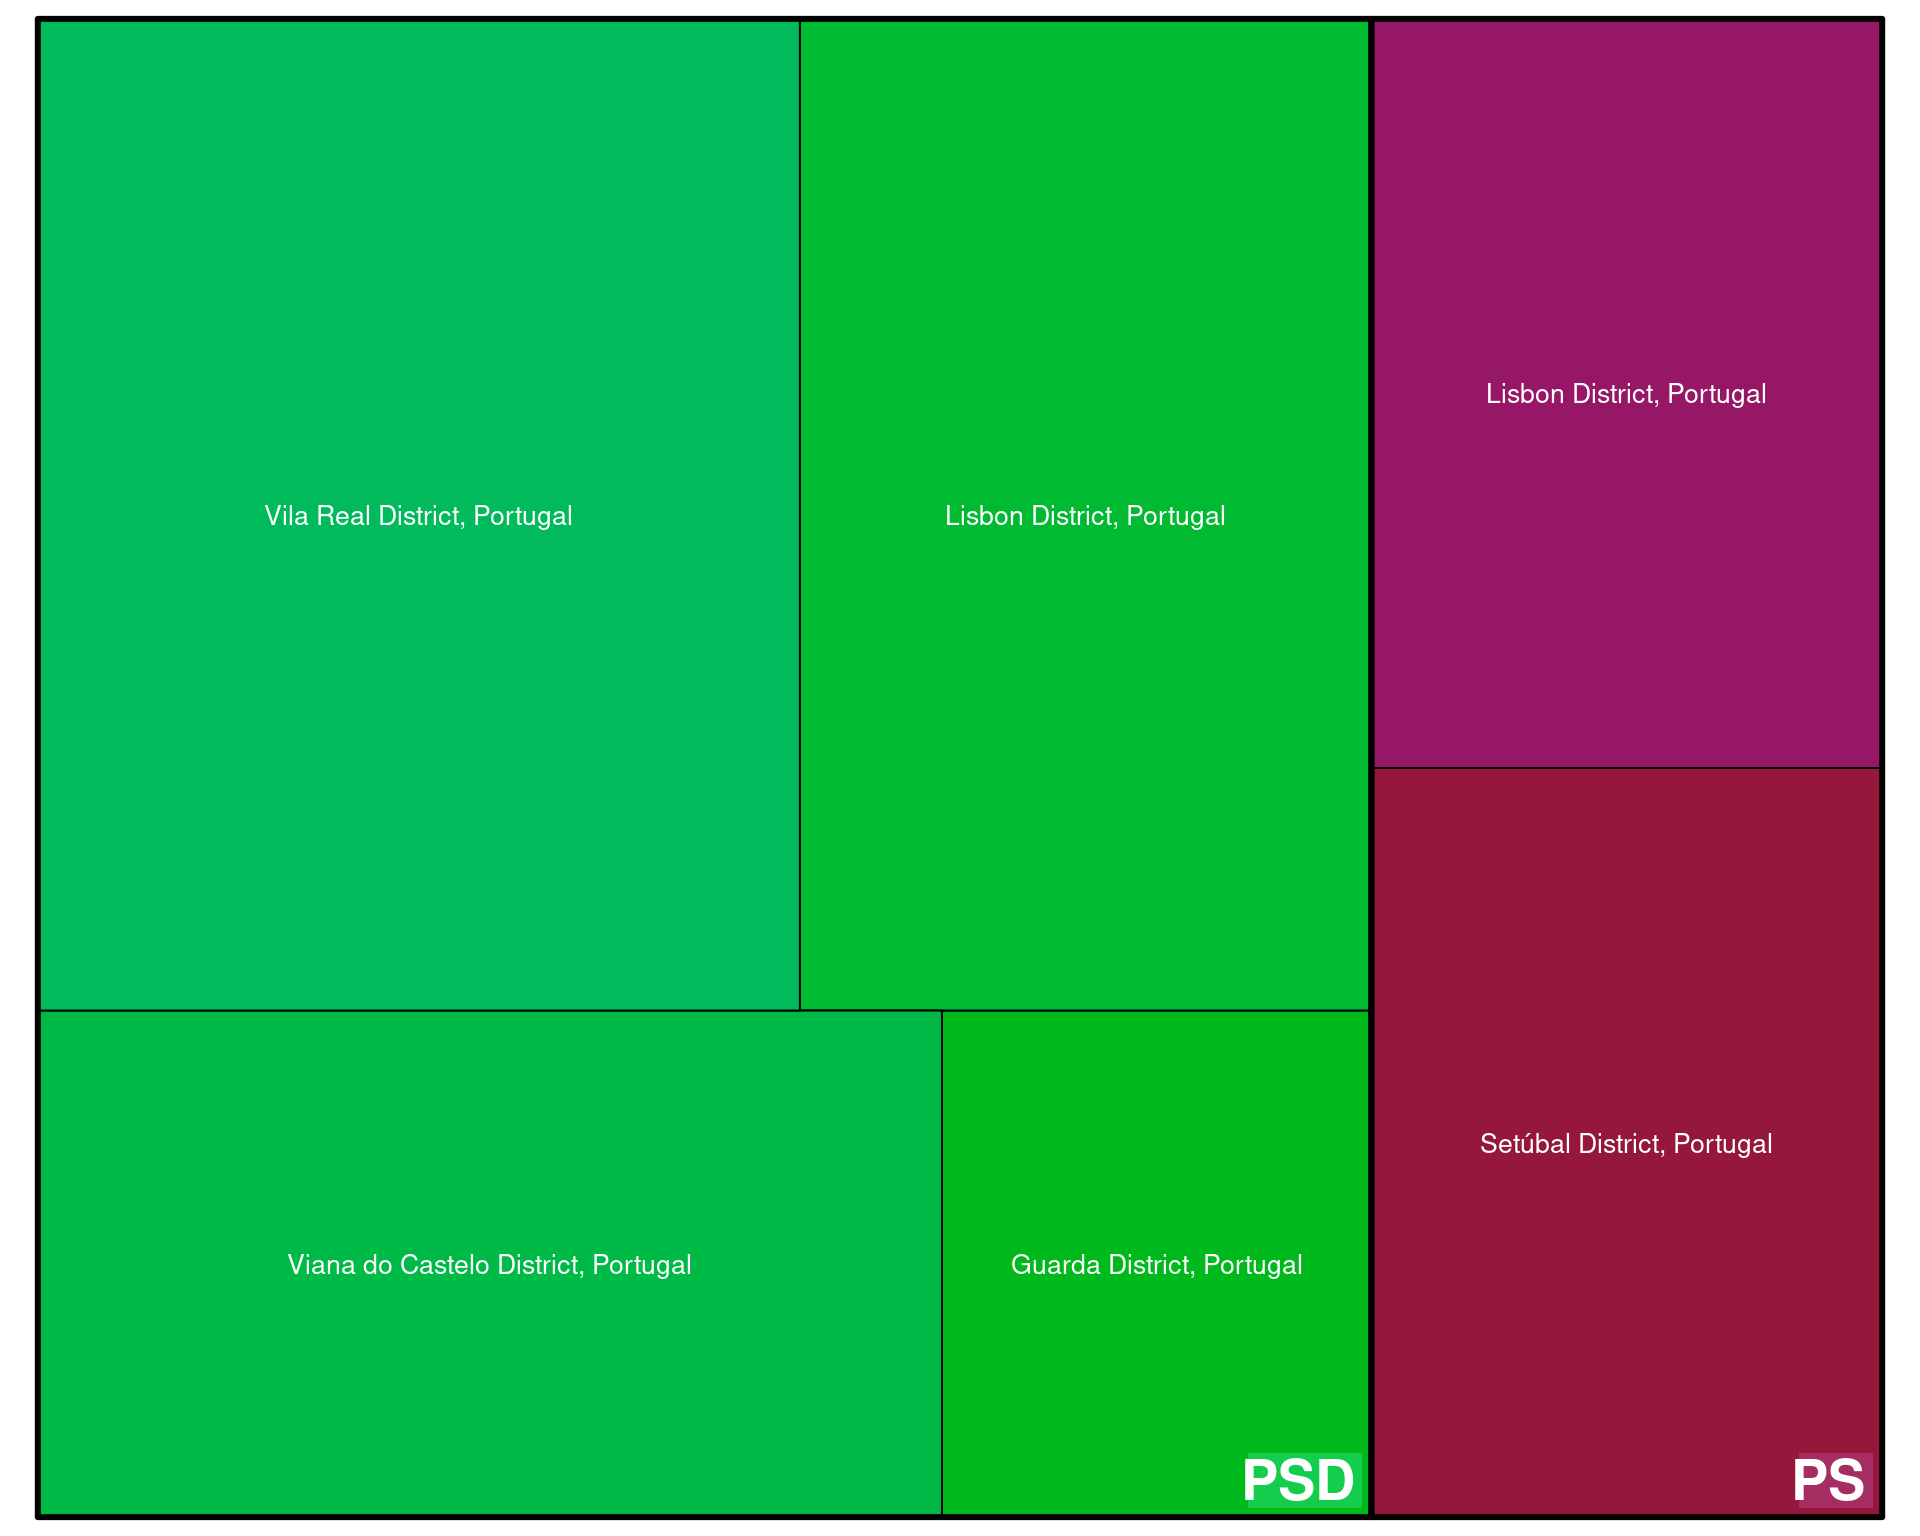 Lisbon District, Portugal
Vila Real District, Portugal
Lisbon District, Portugal
Setúbal District, Portugal
Viana do Castelo District, Portugal
Guarda District, Portugal
PSD
PS